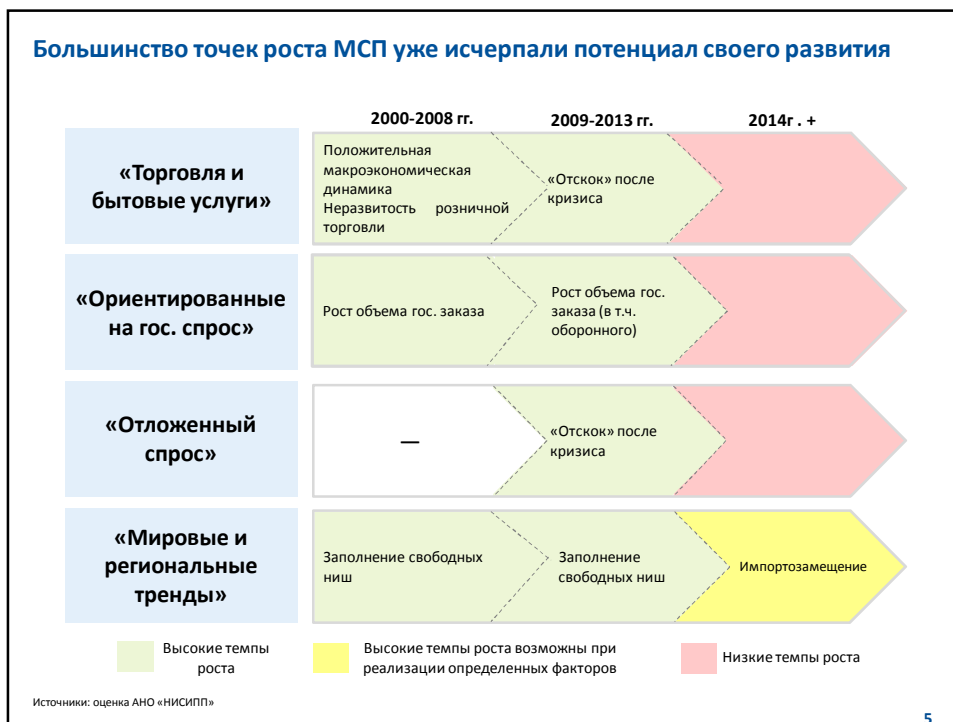 Большинство точек роста МСП уже исчерпали потенциал своего развития
2000-2008 гг.
2009-2013 гг.
2014г . +
«Торговля и
бытовые услуги»
Положительная
макроэкономическая
динамика
Неразвитость розничной
торговли
«Отскок» после
кризиса
«Ориентированные
на гос. спрос»
Рост объема гос. заказа
Рост объема гос.
заказа (в т.ч.
оборонного)
«Отложенный
спрос»
—
«Отскок» после
кризиса
«Мировые и
региональные
тренды»
Заполнение свободных
ниш
Заполнение
свободных ниш
Импортозамещение
Высокие темпы
роста
Высокие темпы роста возможны при
реализации определенных факторов
Низкие темпы роста
Источники: оценка АНО «НИСИПП»
5